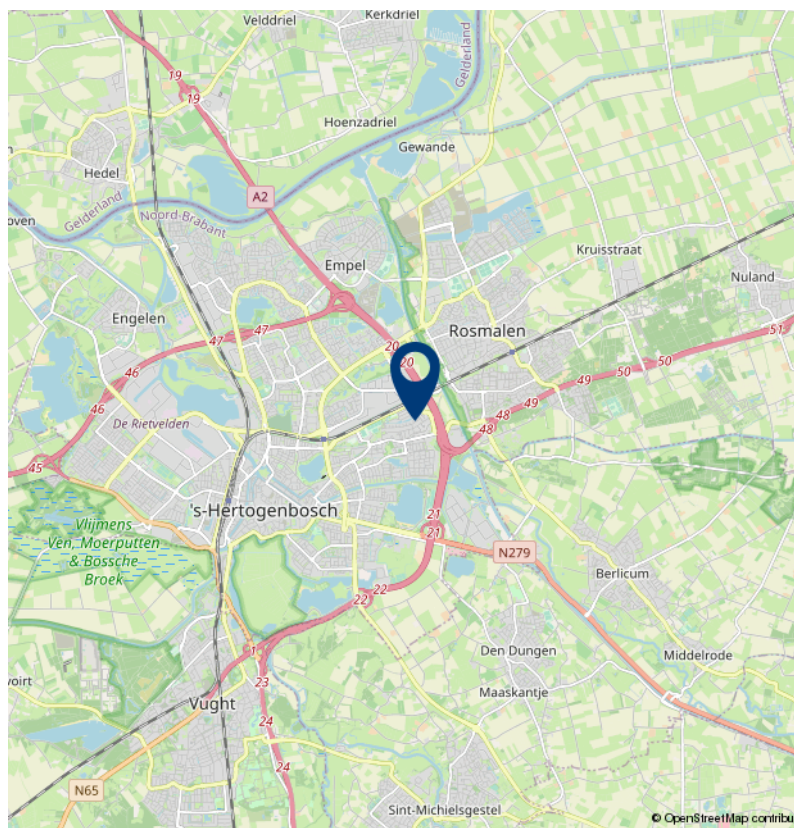 Velddriel
Kerkdriel
Gelderland
19
19
Hoenzadriel
Gewande
Hedel
A2
Gelderland
Noord-Brabant
oven
Empel
Kruisstraat
Nuland
Engelen
47
47
20
20
Rosmalen
51
50
50
49
49
48
48
46
46
De Rietvelden
45
's-Hertogenbosch
21
21
Vlijmens
Ven, Moerputten
& Bossche
Broek
N279
Berlicum
22
22
1
Den Dungen
Middelrode
Maaskantje
voirt
23
Vught
24
24
N65
Sint-Michielsgestel
© OpenStreetMap contribu